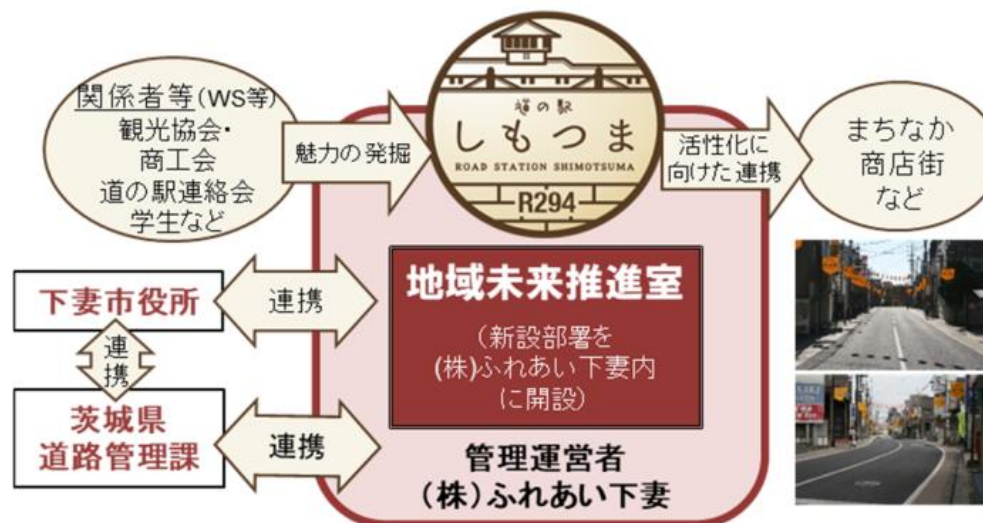 関係者等(WS等)
観光協会・
商工会
道の駅連絡会
学生など
魅力の発掘
道の駅
しもつま
ROAD STATION SHIMOTSUMA
R294
活性化に
向けた連携
まちなか
商店街
など
下妻市役所
連携
地域未来推進室
(新設部署を
(株)ふれあい下妻内
に開設)
連携
茨城県
道路管理課
連携
管理運営者
(株)ふれあい下妻